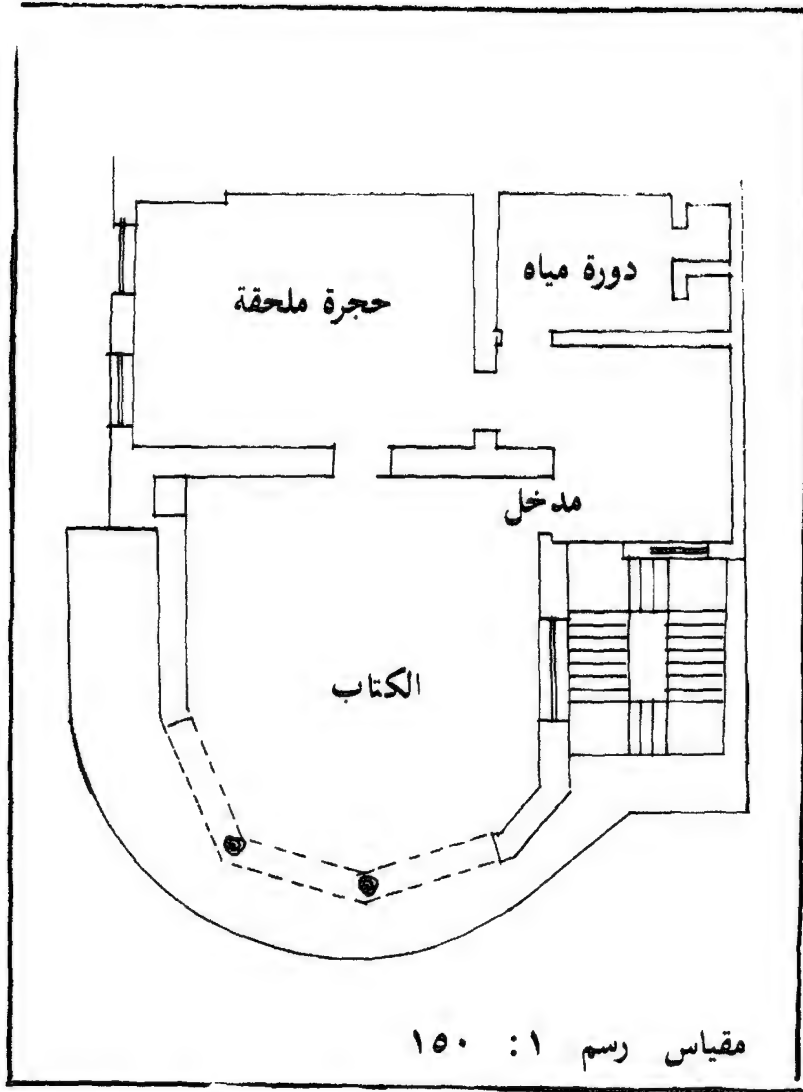 دورة مياه
حجرة ملحقة
مدخل
الكتاب
مقياس رسم ١ : ١٥٠